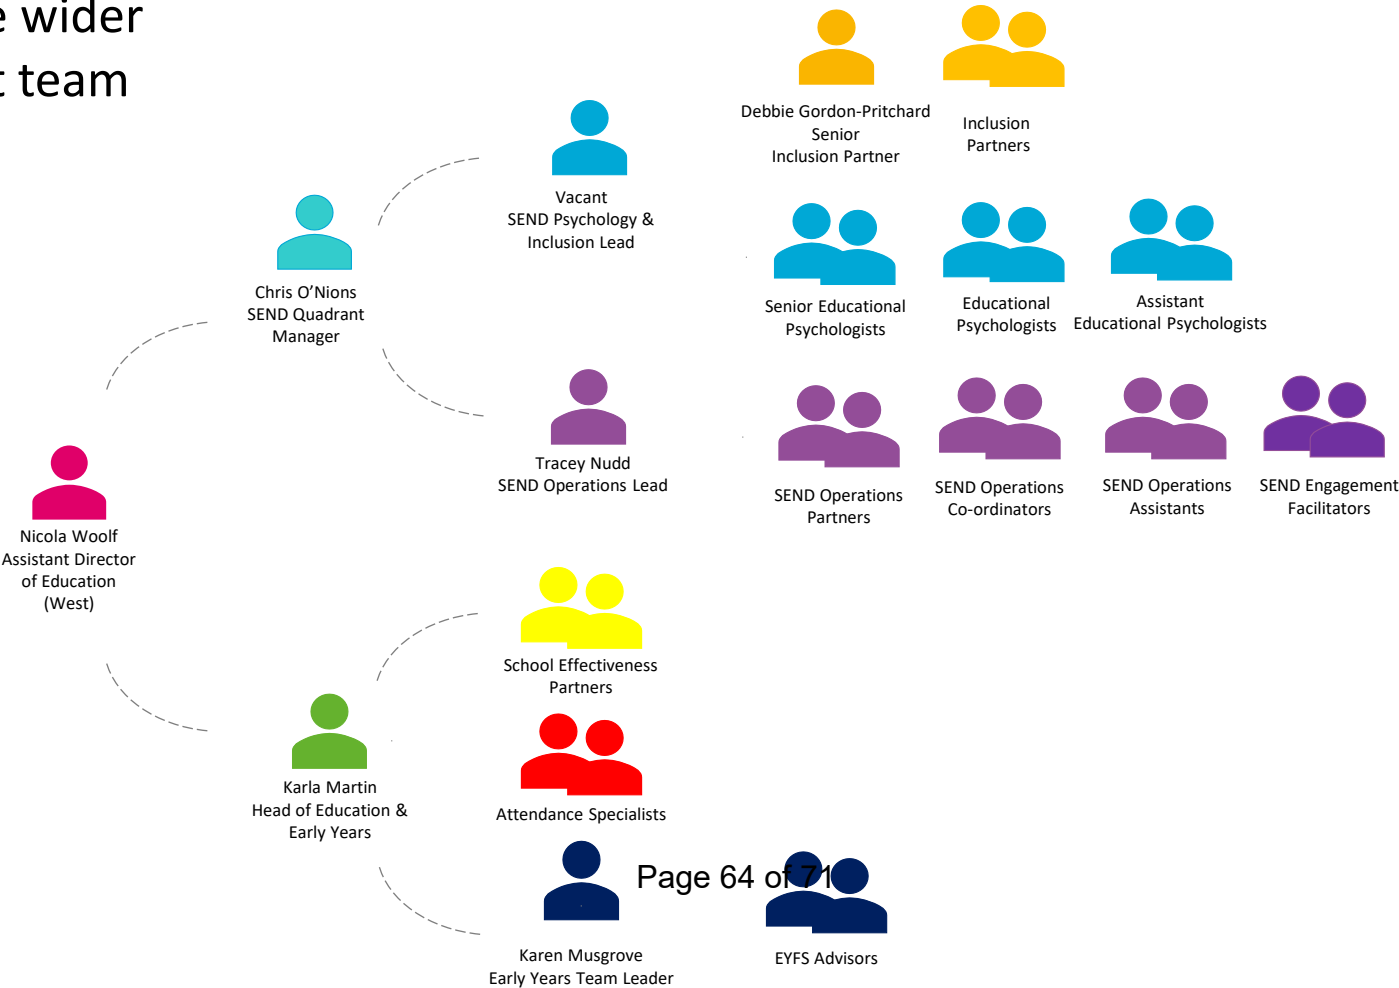 e wider
t team
Debbie Gordon-Pritchard
Senior
Inclusion Partner
Inclusion
Partners
Vacant
SEND Psychology &
Inclusion Lead
Chris O’Nions
SEND Quadrant
Manager
Senior Educational
Psychologists
Educational
Psychologists
Assistant
Educational Psychologists
Tracey Nudd
SEND Operations Lead
SEND Operations
Partners
SEND Operations
Co-ordinators
SEND Operations
Assistants
SEND Engagement
Facilitators
Nicola Woolf
Assistant Director
of Education
(West)
School Effectiveness
Partners
Karla Martin
Head of Education &
Early Years
Attendance Specialists
Page 64 of 71
Karen Musgrove
Early Years Team Leader
EYFS Advisors